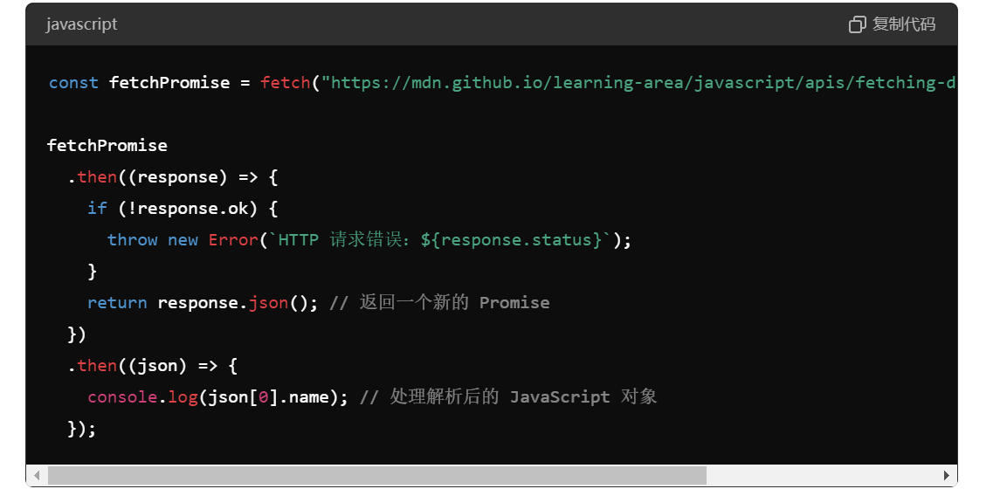 javascript
复制代码
const fetchPromise = fetch("https://mdn.github.io/learning-area/javascript/apis/fetching-d
fetchPromise
  .then((response) => {
    if (!response.ok) {
      throw new Error(`HTTP 请求错误：${response.status}`);
    }
    return response.json(); // 返回一个新的 Promise
  })
  .then((json) => {
    console.log(json[0].name); // 处理解析后的 JavaScript 对象
  });